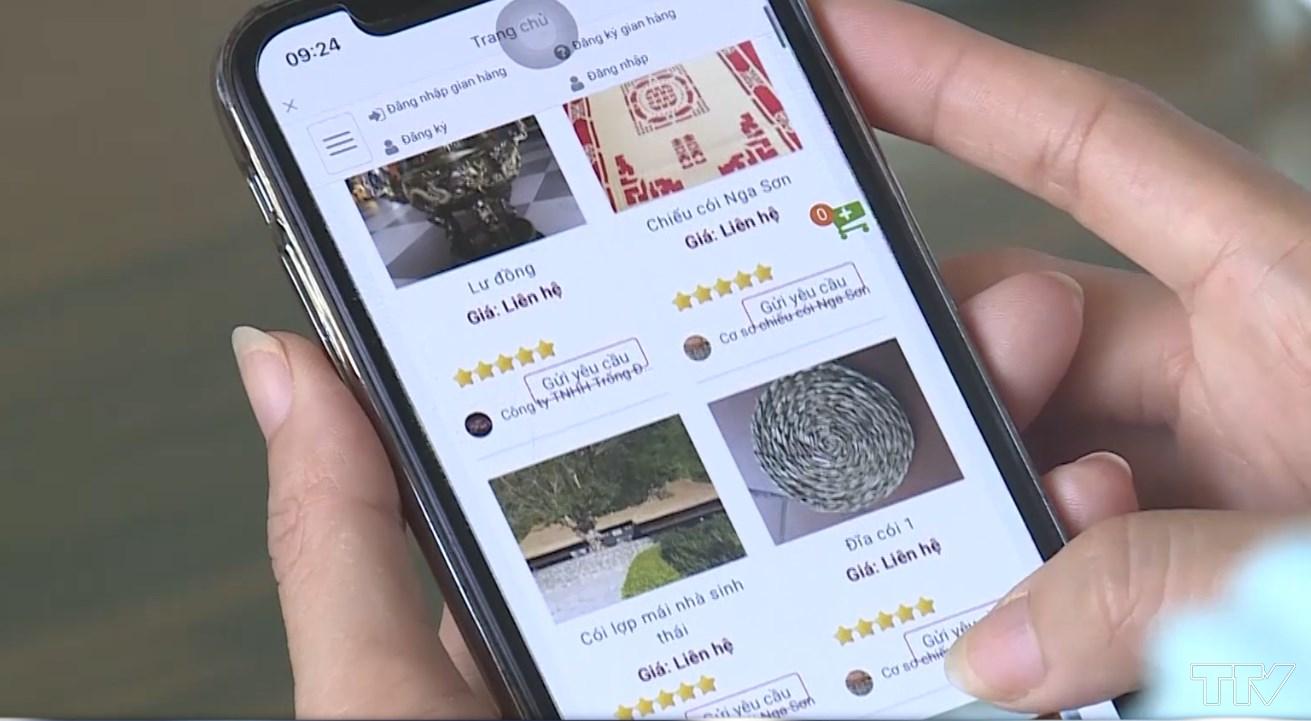 09:24
Trang chủ
Đăng ký gian hàng
Đăng nhập gian hàng
Đăng nhập
Đăng ký
Chiếu cói Nga Sơn
Giá: Liên hệ
0
Lư đồng
Giá: Liên hệ
Gửi yêu cầu
Cơ sở chiếu cói Nga Sơn
Gửi yêu cầu
Công ty TNHH Trống Đ...
Đĩa cói 1
Giá: Liên hệ
Cói lợp mái nhà sinh
thái
Giá: Liên hệ
Gửi yêu
Cơ sở chiế
Gửi yêu cầu
Nga Sơn
TTV